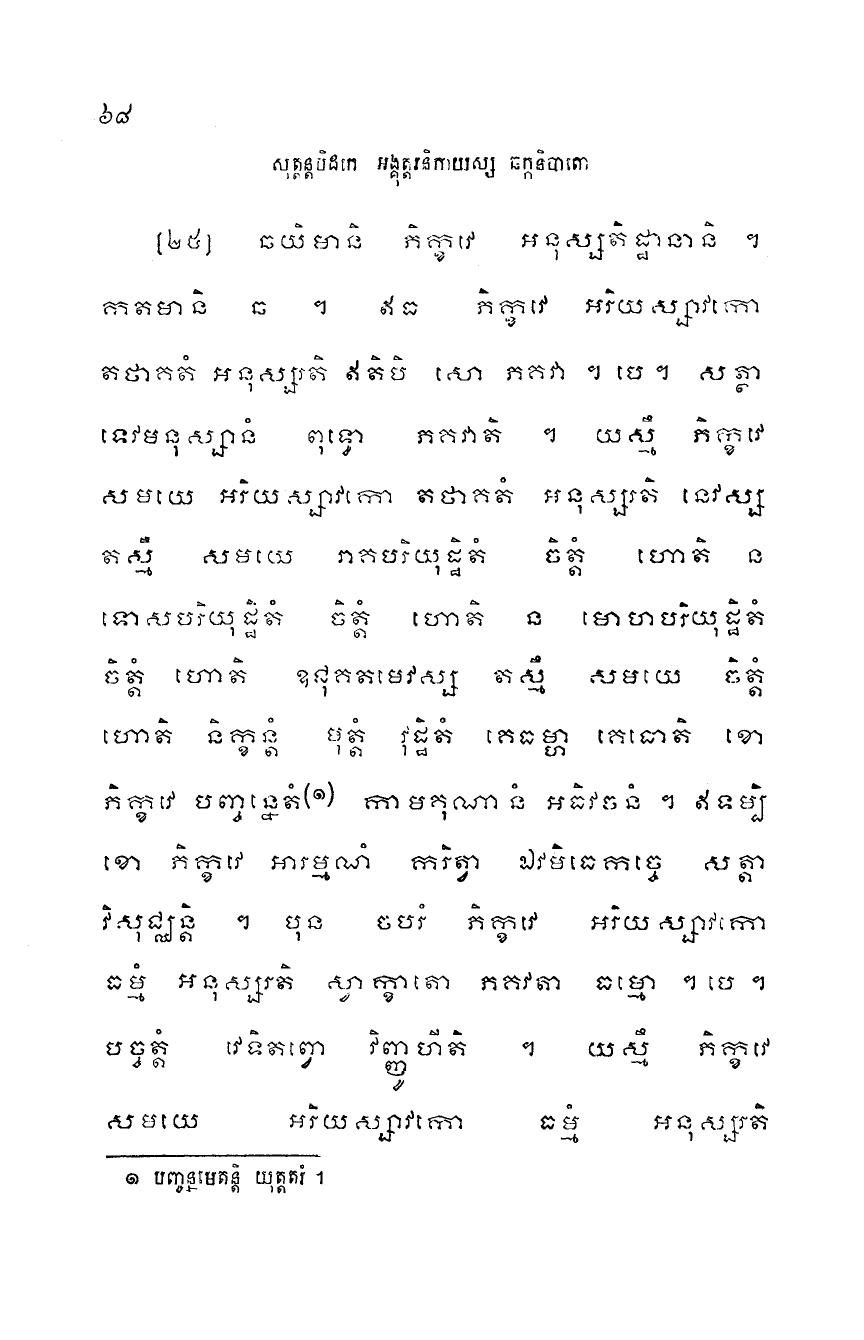 ៦៨
សុត្តន្តបិដកេ អង្គុត្តរនិកាយស្ស ឆក្កនិបាតោ
[២៥] ឆយិមានិ ភិក្ខវេ អនុស្សតិដ្ឋានានិ ។
កតមានិ ឆ ។ ឥធ ភិក្ខវេ អរិយស្សាវកោ
តថាគតំ អនុស្សរតិ ឥតិបិ សោ ភគវា ។ បេ ។ សត្ថា
ទេវមនុស្សានំ ពុទ្ធោ ភគវាតិ ។ យស្មឹ ភិក្ខវេ
សមយេ អរិយស្សាវកោ តថាគតំ អនុស្សរតិ នេវស្ស
តស្មឹ សមយេ រាគបរិយុដ្ឋិតំ ចិត្តំ ហោតិ ន
ទោសបរិយុដ្ឋិតំ ចិត្តំ ហោតិ ន មោហបរិយុដ្ឋិតំ
ចិត្តំ ហោតិ ឧជុគតមេវស្ស តស្មឹ សមយេ ចិត្តំ
ហោតិ និក្ខន្តំ មុត្តំ វុដ្ឋិតំ គេធម្ហា គេធោតិ ខោ
ភិក្ខវេ បញ្ចន្នេតំ(១) កាមគុណានំ អធិវចនំ ។ ឥទម្បិ
ខោ ភិក្ខវេ អារម្មណំ ករិត្វា ឯវមិធេកច្ចេ សត្តា
វិសុជ្ឈន្តិ ។ បុន ចបរំ ភិក្ខវេ អរិយស្សាវកោ
ធម្មំ អនុស្សរតិ ស្វាក្ខាតោ ភគវតា ធម្មោ ។ បេ ។
បច្ចត្តំ វេទិតព្វោ វិញ្ញូហីតិ ។ យស្មឹ ភិក្ខវេ
សមយេ អរិយស្សាវកោ ធម្មំ អនុស្សរតិ
១ បញ្ចន្នមេតន្តិ យុត្តតរំ ។